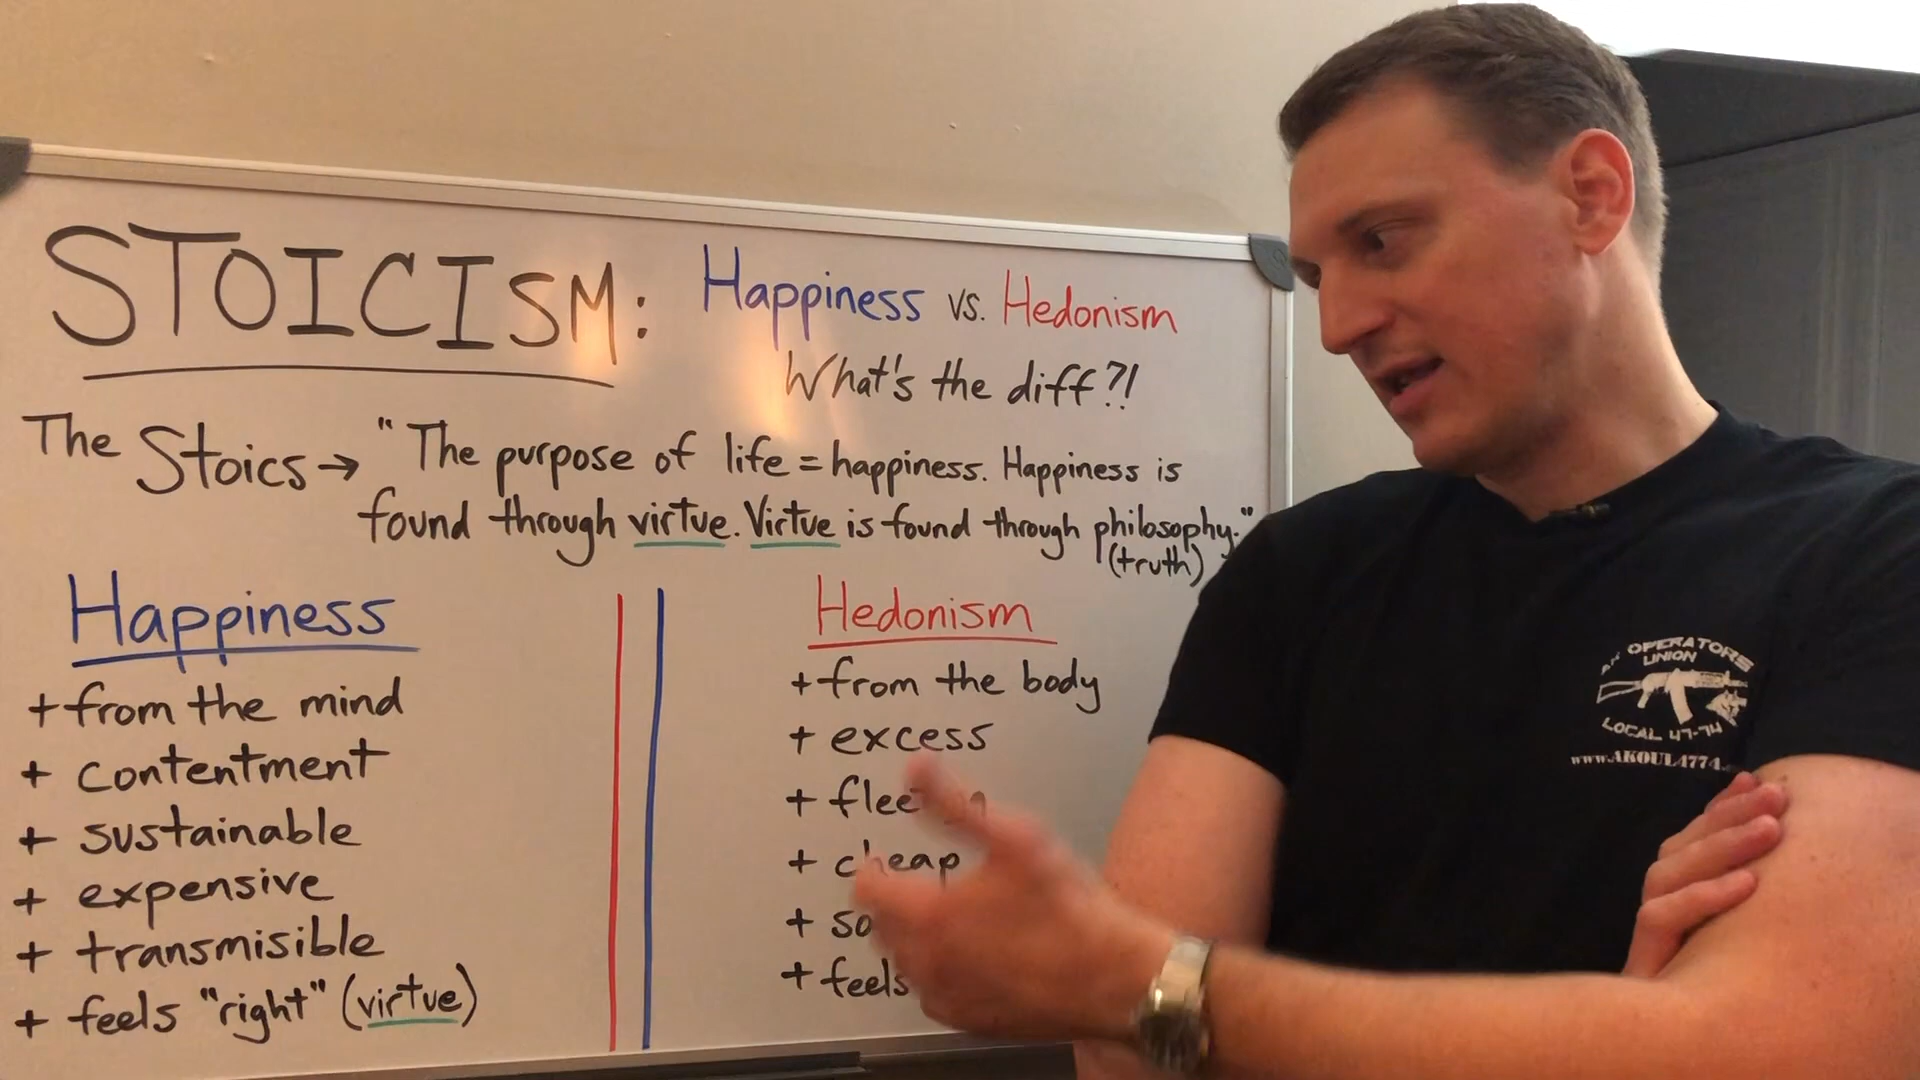 STOICISM: Happiness vs. Hedonism
What's the diff?!
The Stoics → "The purpose of life = happiness. Happiness is
found through virtue. Virtue is found through philosophy."
(truth)
Happiness
+ from the mind
+ contentment
+ sustainable
+ expensive
+ transmisible
+ feels "right" (virtue)
Hedonism
+ from the body
+ excess
+ cheap
+ feels
OPERATORS
UNION
LOCAL 47-74